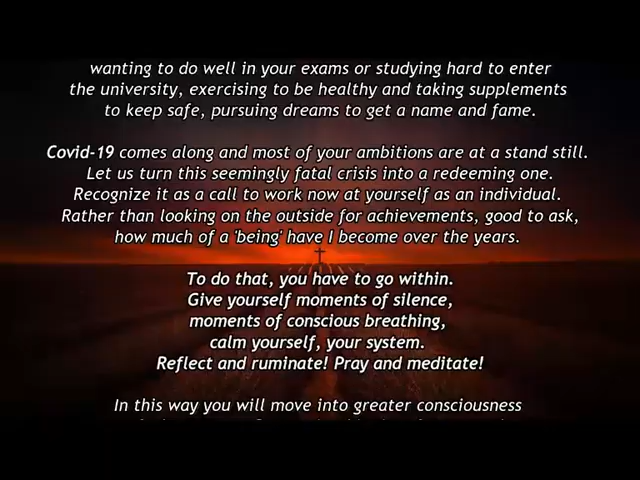 wanting to do well in your exams or studying hard to enter
the university, exercising to be healthy and taking supplements
to keep safe, pursuing dreams to get a name and fame.
Covid-19 comes along and most of your ambitions are at a stand still.
Let us turn this seemingly fatal crisis into a redeeming one.
Recognize it as a call to work now at yourself as an individual.
Rather than looking on the outside for achievements, good to ask,
how much of a 'being' have I become over the years.
To do that, you have to go within.
Give yourself moments of silence,
moments of conscious breathing,
calm yourself, your system.
Reflect and ruminate! Pray and meditate!
In this way you will move into greater consciousness